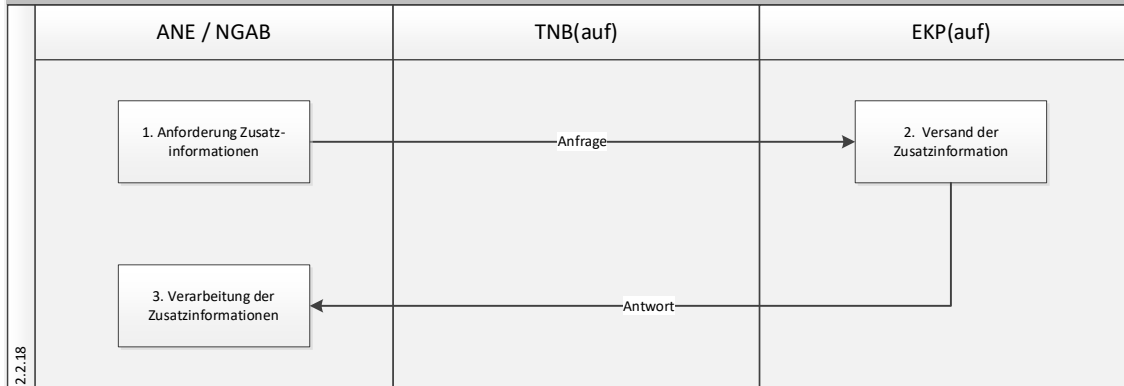 ANE / NGAB
TNB(auf)
EKP(auf)
1. Anforderung Zusatz-
informationen
Anfrage
2. Versand der
Zusatzinformation
3. Verarbeitung der
Zusatzinformationen
Antwort
2.2.18